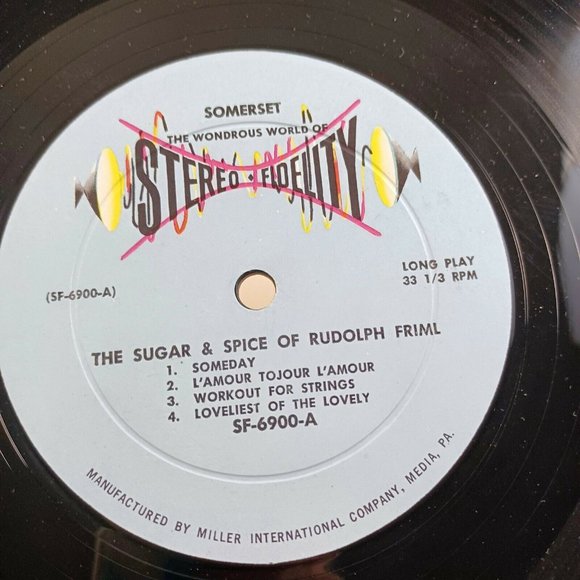 SOMERSET
THE WONDROUS WORLD OF
STEREO • FIDELITY
(SF-6900-A)
LONG PLAY
33 1/3 RPM
THE SUGAR & SPICE OF RUDOLPH FRIML
1. SOMEDAY
2. L'AMOUR TOJOUR L'AMOUR
3. WORKOUT FOR STRINGS
4. LOVELIEST OF THE LOVELY
SF-6900-A
MANUFACTURED BY MILLER INTERNATIONAL COMPANY, MEDIA, PA.